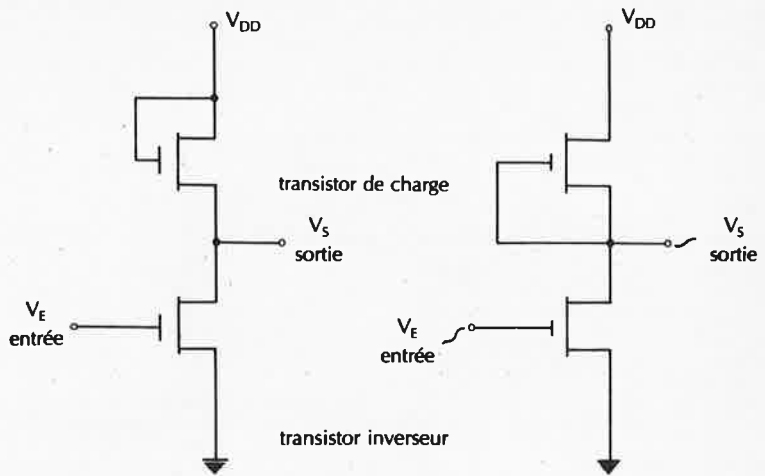 V_DD
V_DD
transistor de charge
V_S
sortie
V_S
sortie
V_E
entrée
V_E
entrée
transistor inverseur